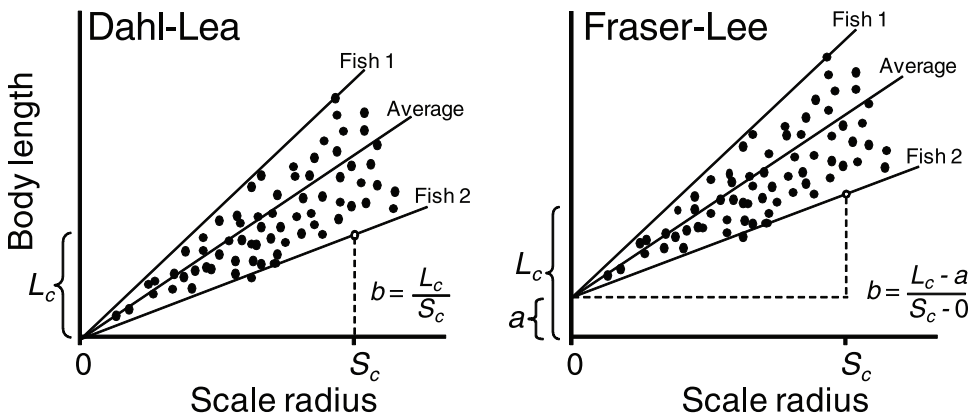 Dahl-Lea
Fish 1
Average
Fish 2
Body length
L_c
b = L_c / S_c
0
S_c
Scale radius
Fraser-Lee
Fish 1
Average
Fish 2
L_c
a
b = L_c - a / S_c - 0
0
S_c
Scale radius